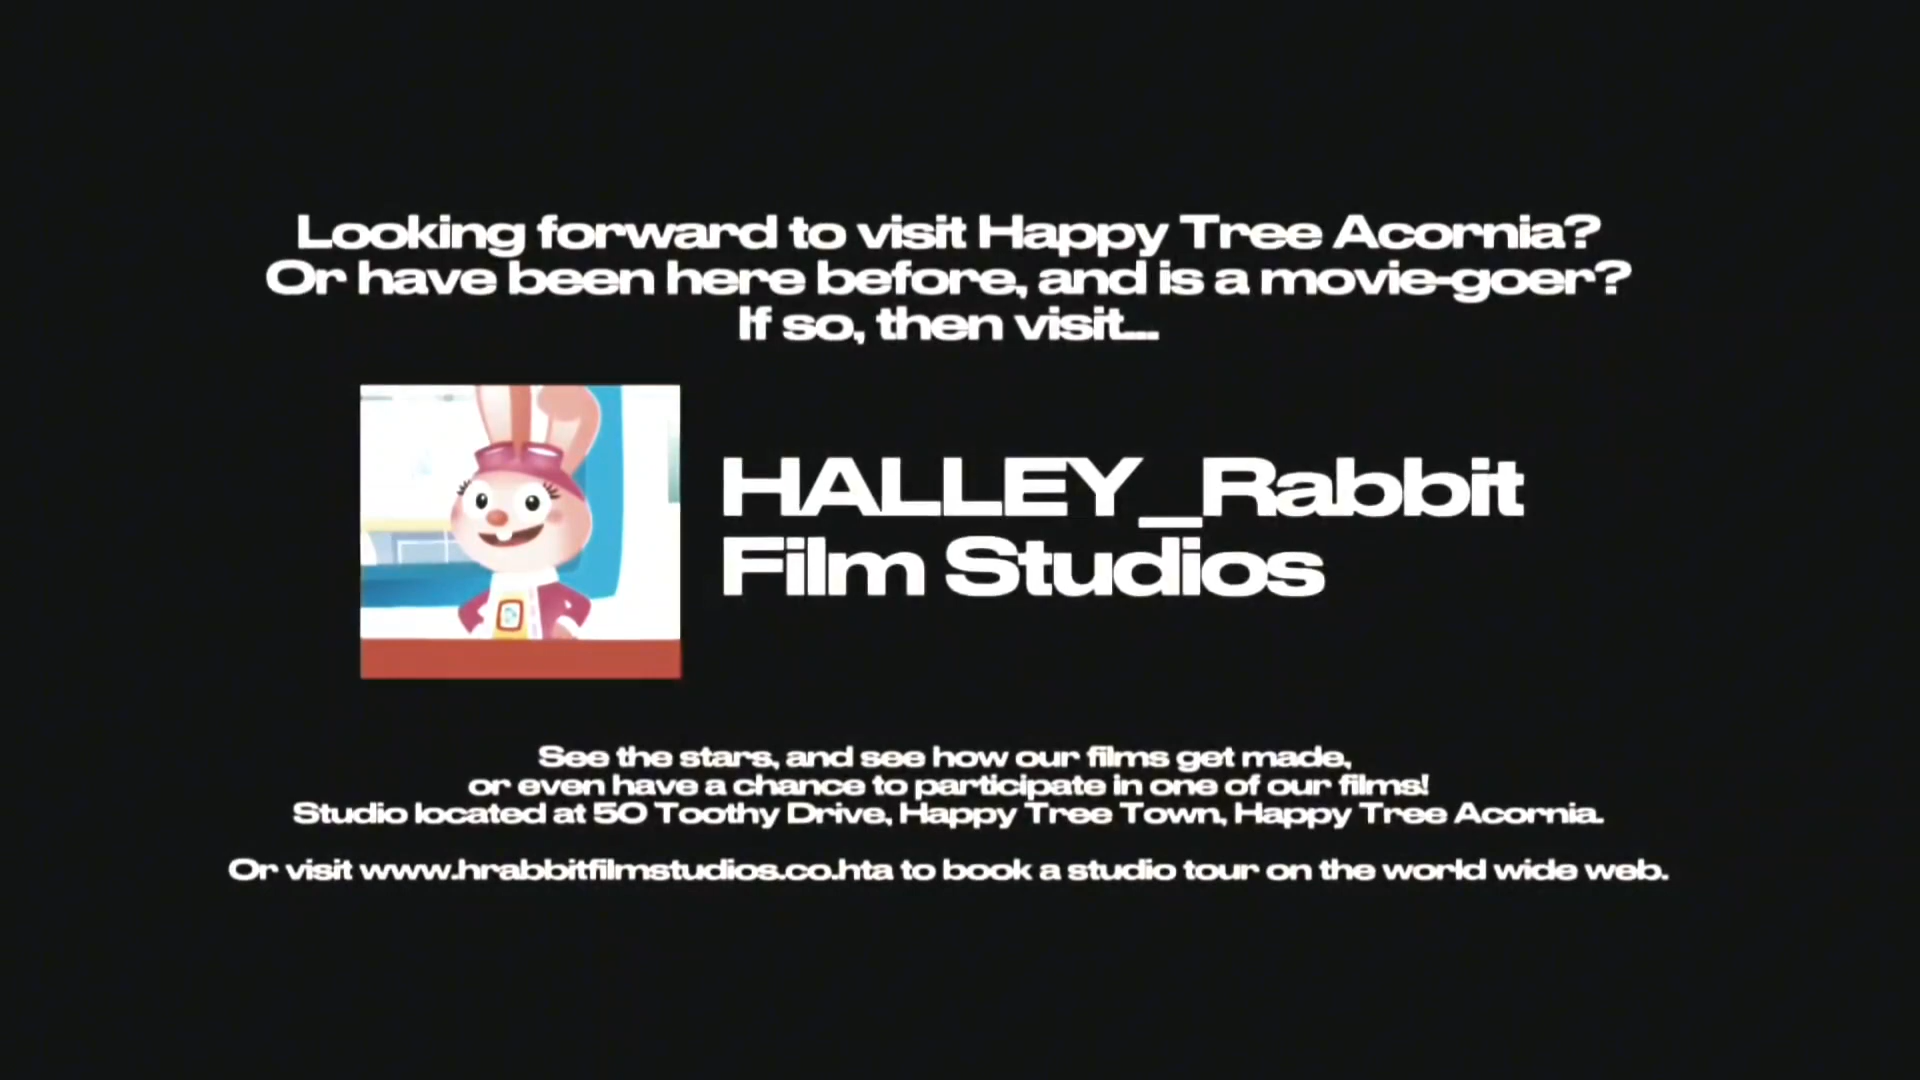 Looking forward to visit Happy Tree Acornia?
Or have been here before, and is a movie-goer?
If so, then visit...
HALLEY_Rabbit
Film Studios
See the stars, and see how our films get made,
or even have a chance to participate in one of our films!
Studio located at 50 Toothy Drive, Happy Tree Town, Happy Tree Acornia.
Or visit www.hrabbitfilmstudios.co.hta to book a studio tour on the world wide web.